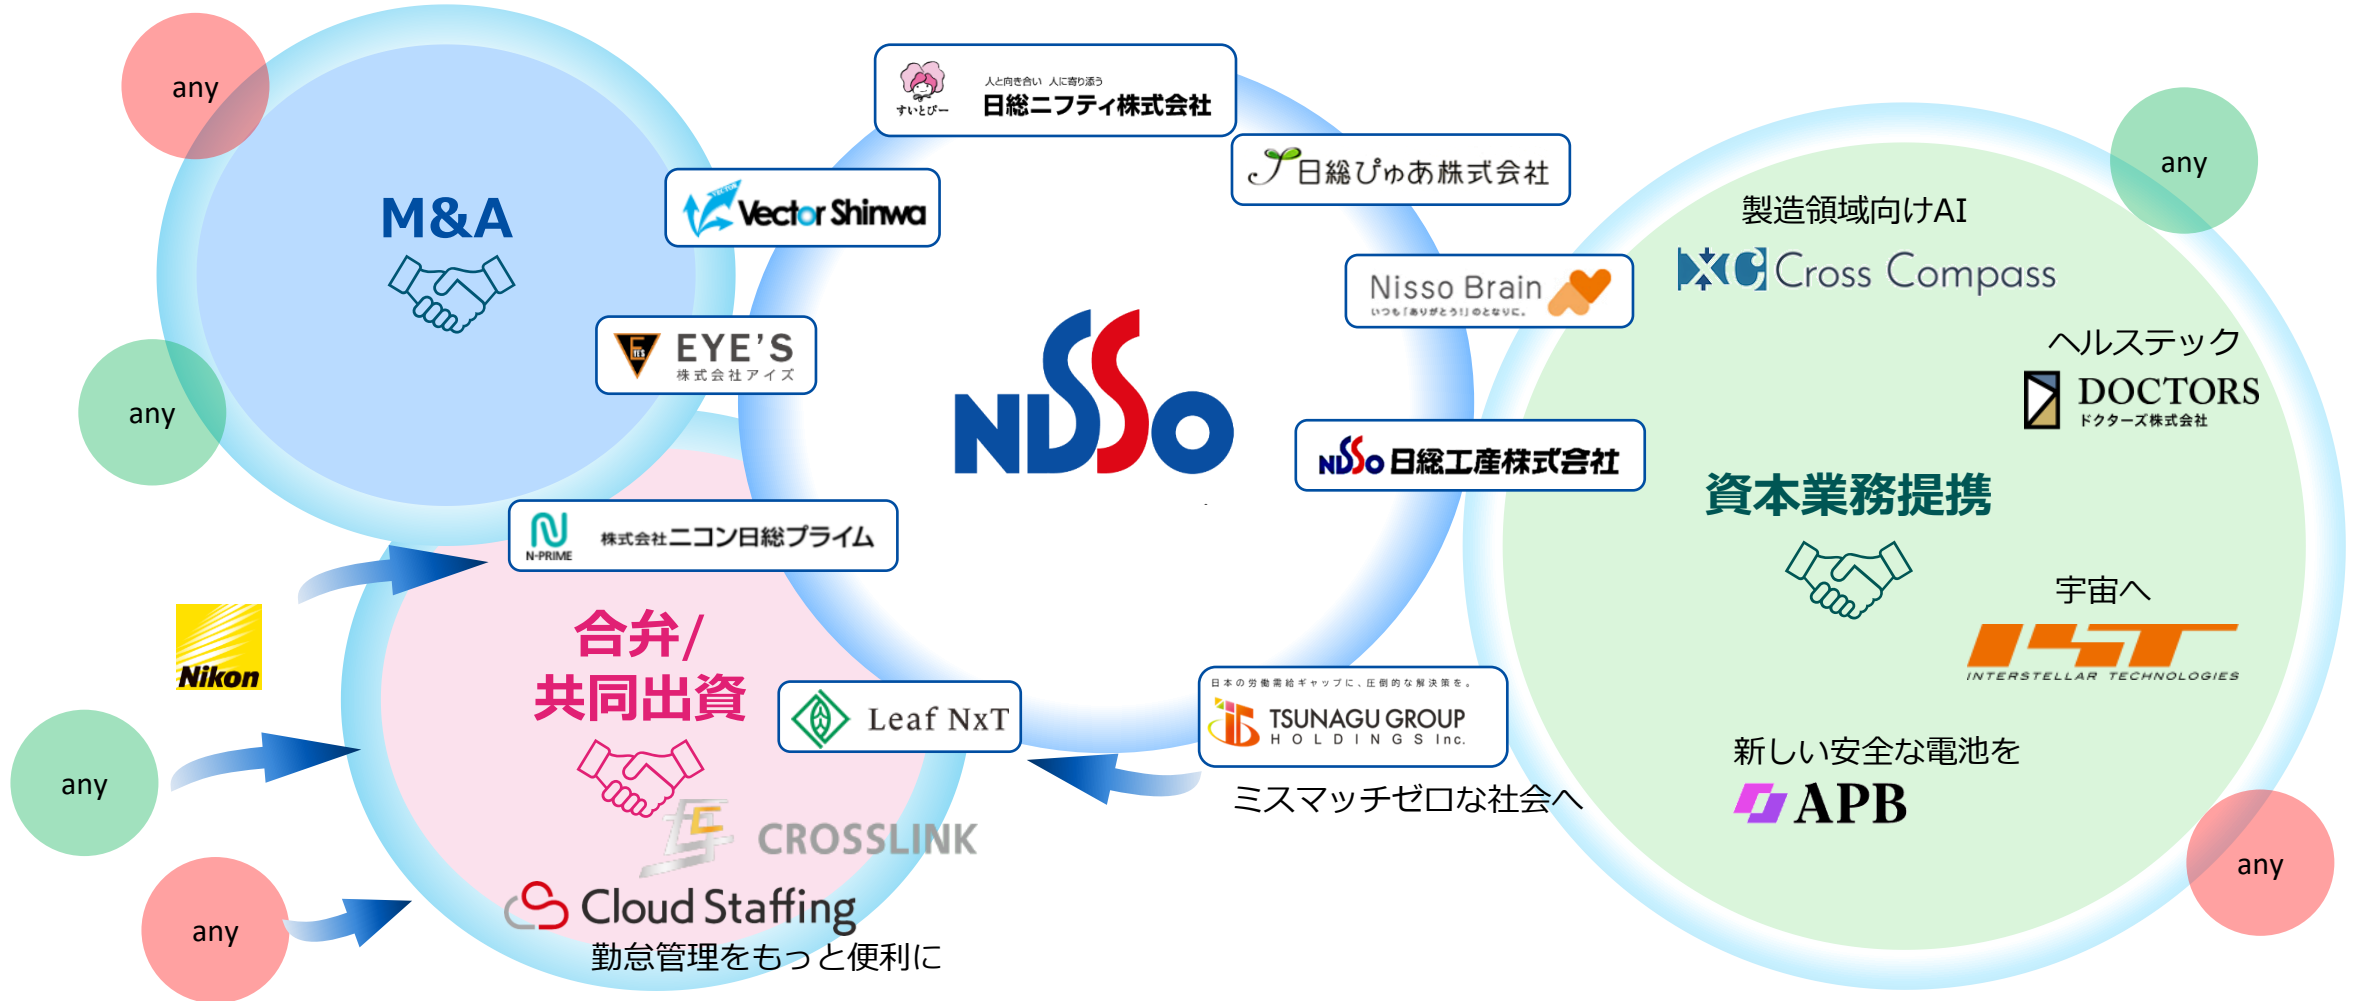 any
M&A
any
すいとぴー
人と向き合い 人に寄り添う
日総ニフティ株式会社
日総ぴゅあ株式会社
VECTOR
Vector Shinwa
EYE'S
EYE'S
株式会社アイズ
Nisso Brain
いつも「ありがとう!」のとなりに。
NISSO
NISSO 日総工産株式会社
N-PRIME
株式会社ニコン日総プライム
Nikon
合弁/
共同出資
Leaf NxT
CROSSLINK
Cloud Staffing
勤怠管理をもっと便利に
any
any
日本の労働需給ギャップに、圧倒的な解決策を。
TSUNAGU GROUP
HOLDINGS Inc.
ミスマッチゼロな社会へ
any
製造領域向けAI
XC Cross Compass
ヘルステック
DOCTORS
ドクターズ株式会社
資本業務提携
宇宙へ
IST
INTERSTELLAR TECHNOLOGIES
新しい安全な電池を
APB
any